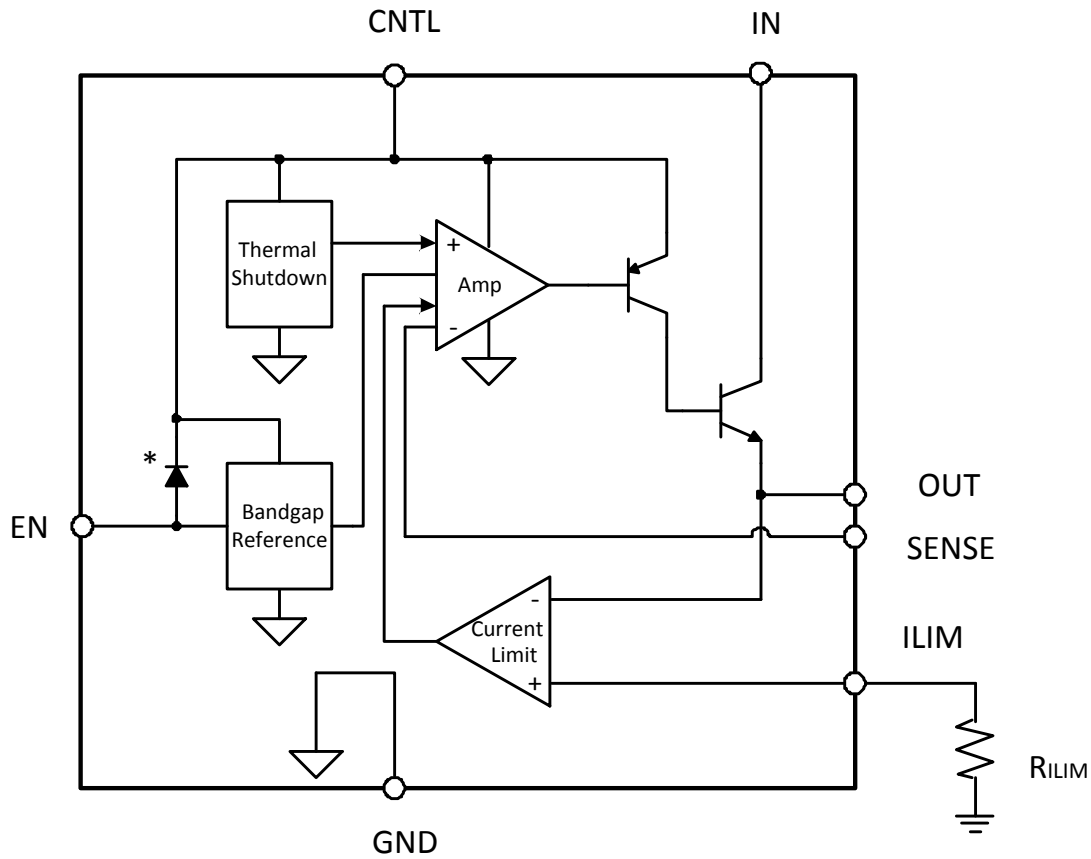 CNTL
IN
Thermal
Shutdown
+
Amp
-
*
EN
Bandgap
Reference
OUT
SENSE
-
Current
Limit
+
ILIM
RILIM
GND